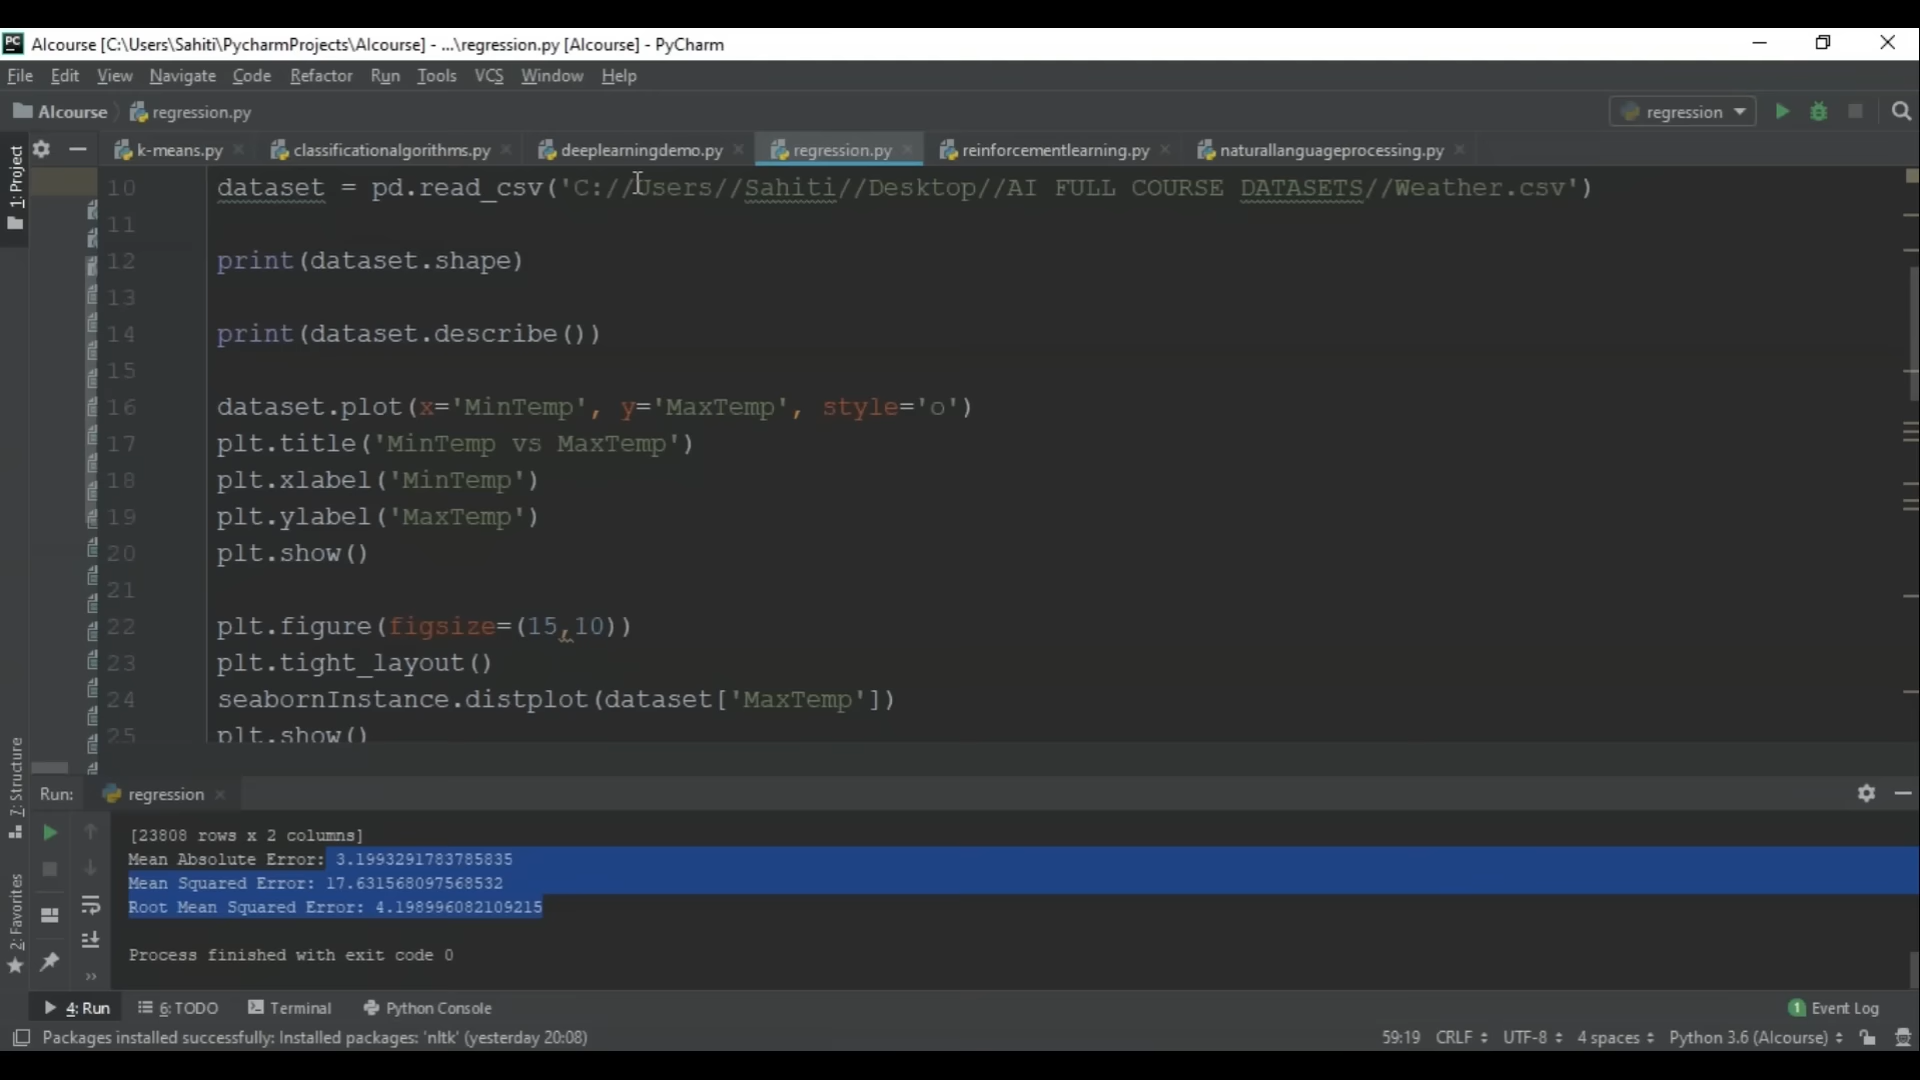 PC AIcourse [C:\Users\Sahiti\PycharmProjects\AIcourse] - ...\regression.py [AIcourse] - PyCharm
File Edit View Navigate Code Refactor Run Tools VCS Window Help
AIcourse regression.py regression
k-means.py classificationalgorithms.py deeplearningdemo.py regression.py reinforcementlearning.py naturallanguageprocessing.py
1: Project
10 dataset = pd.read_csv('C://Users//Sahiti//Desktop//AI FULL COURSE DATASETS//Weather.csv')
11
12 print(dataset.shape)
13
14 print(dataset.describe())
15
16 dataset.plot(x='MinTemp', y='MaxTemp', style='o')
17 plt.title('MinTemp vs MaxTemp')
18 plt.xlabel('MinTemp')
19 plt.ylabel('MaxTemp')
20 plt.show()
21
22 plt.figure(figsize=(15,10))
23 plt.tight_layout()
24 seabornInstance.distplot(dataset['MaxTemp'])
25 plt.show()
7: Structure
2: Favorites
Run: regression
[23808 rows x 2 columns]
Mean Absolute Error: 3.1993291783785835
Mean Squared Error: 17.631568097568532
Root Mean Squared Error: 4.198996082109215
Process finished with exit code 0
4: Run 6: TODO Terminal Python Console 1 Event Log
Packages installed successfully: Installed packages: 'nltk' (yesterday 20:08) 59:19 CRLF UTF-8 4 spaces Python 3.6 (AIcourse)